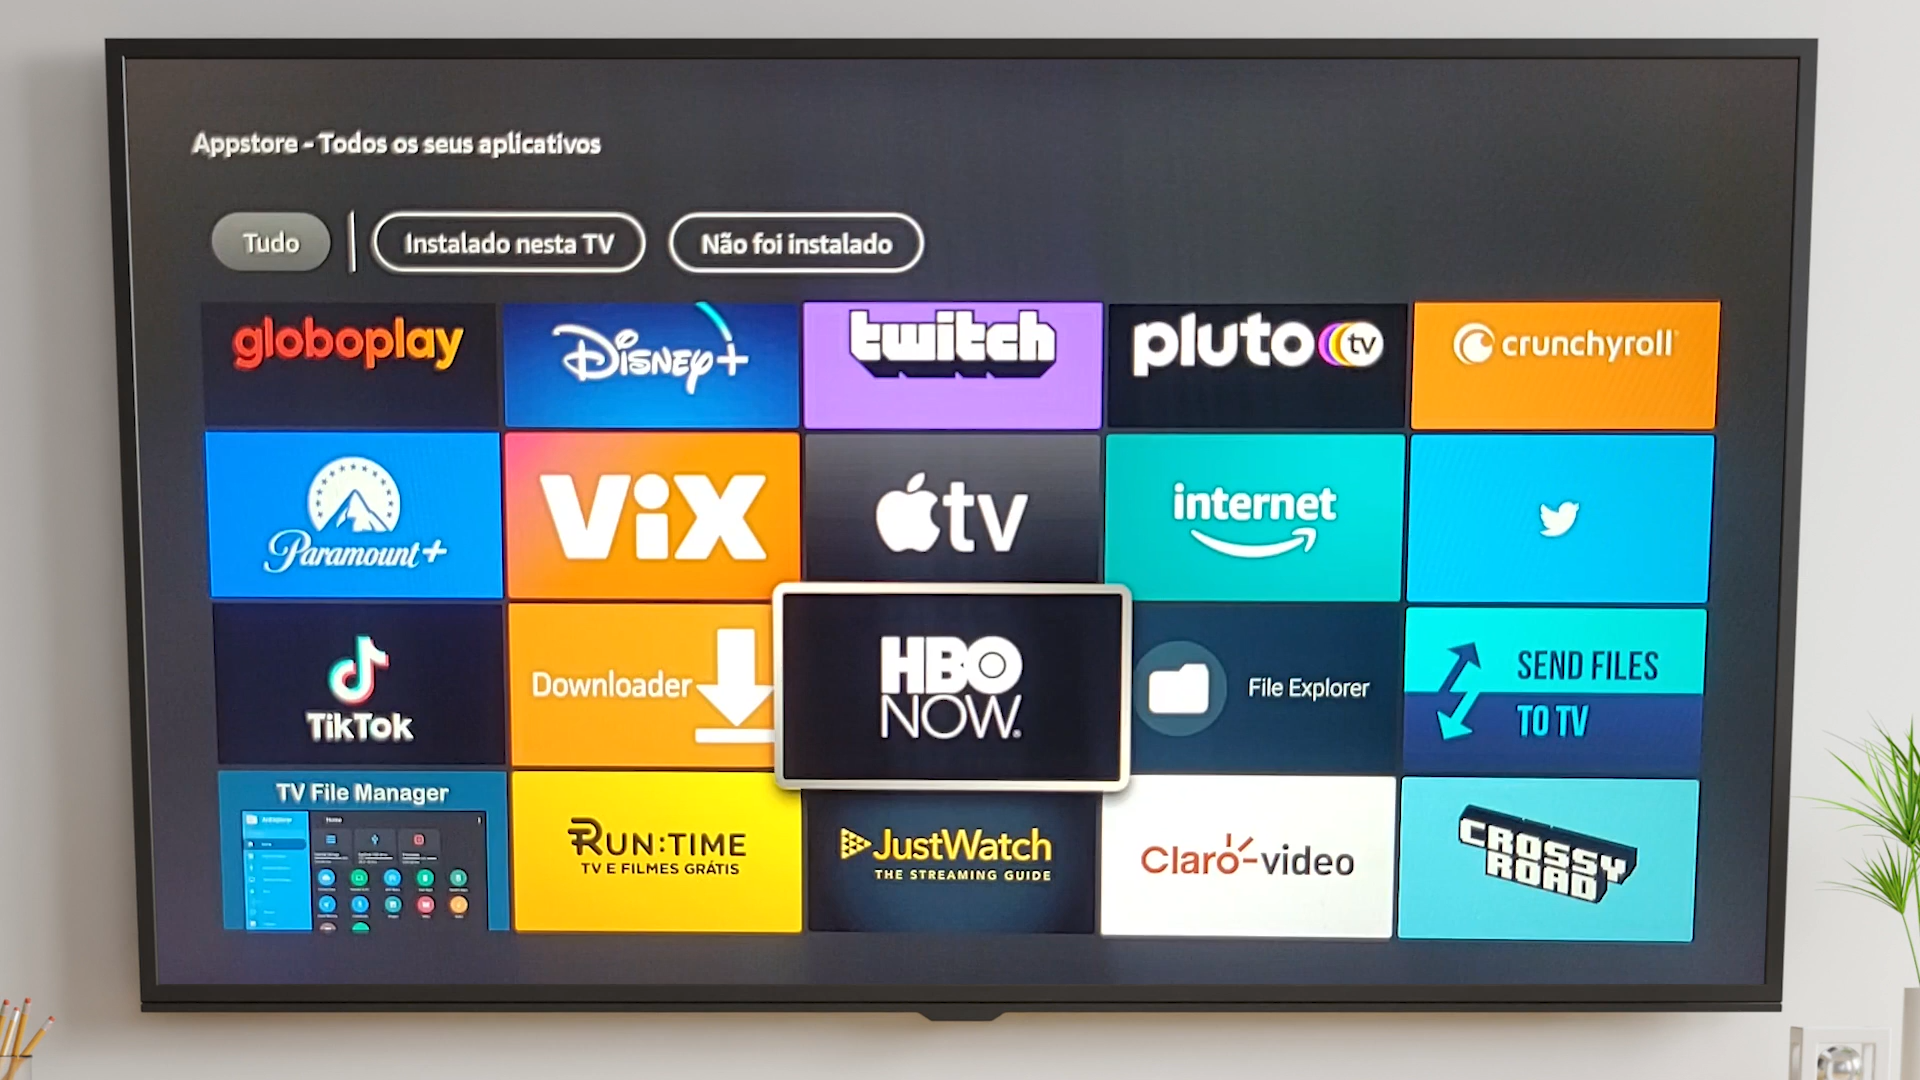 Appstore - Todos os seus aplicativos
Tudo
Instalado nesta TV
Não foi instalado
globoplay
Disney+
twitch
pluto tv
crunchyroll
Paramount+
ViX
tv
internet
TikTok
Downloader
HBO
NOW.
File Explorer
SEND FILES
TO TV
TV File Manager
Home
RUN:TIME
TV E FILMES GRÁTIS
JustWatch
THE STREAMING GUIDE
Claro-video
CROSSY
ROAD